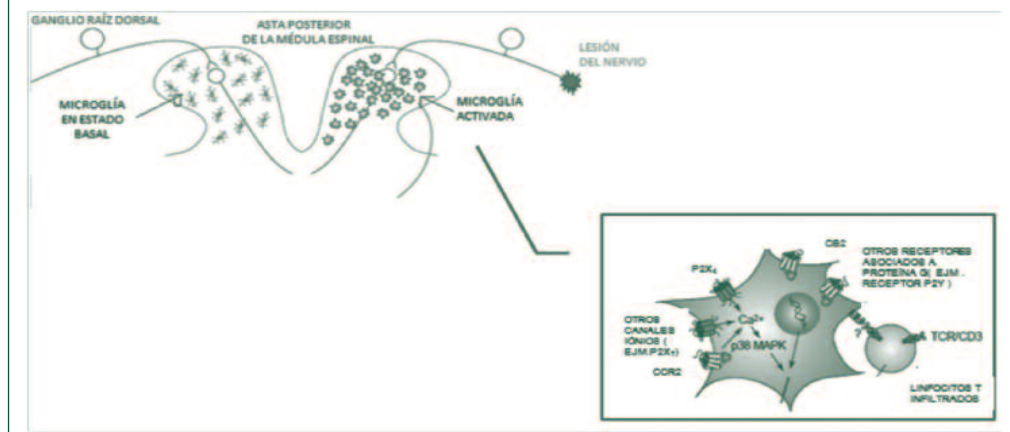 GANGLIO RAÍZ DORSAL
ASTA POSTERIOR
DE LA MÉDULA ESPINAL
LESIÓN
DEL NERVIO
MICROGLÍA
EN ESTADO
BASAL
MICROGLÍA
ACTIVADA
CB2
OTROS RECEPTORES
ASOCIADOS A
PROTEÍNA G( EJM.
RECEPTOR P2Y )
P2X₄
OTROS
CANALES
IÓNIOS (
EJM.P2X₇)
Ca²⁺
p38 MAPK
CCR2
?
TCR/CD3
LINFOCITOS T
INFILTRADOS